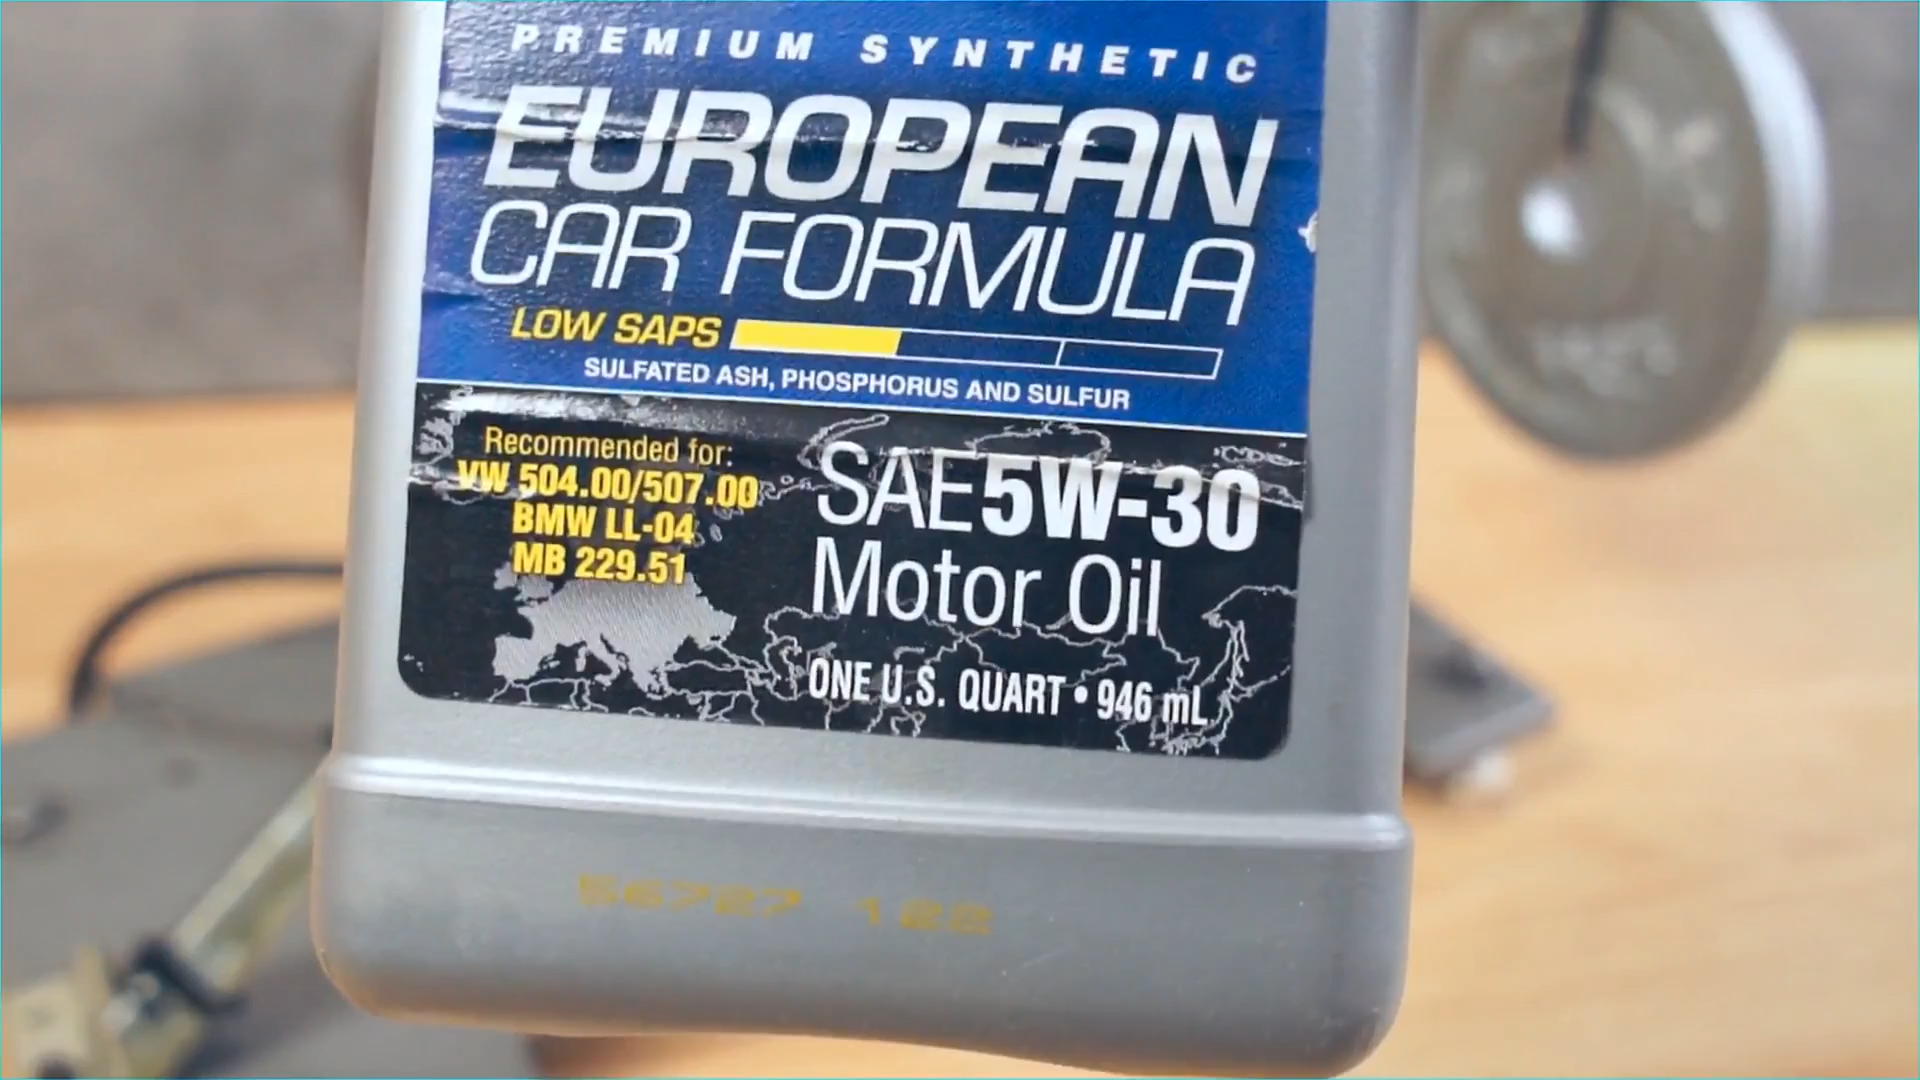 PREMIUM SYNTHETIC
EUROPEAN
CAR FORMULA
LOW SAPS
SULFATED ASH, PHOSPHORUS AND SULFUR
Recommended for:
VW 504.00/507.00
BMW LL-04
MB 229.51
SAE 5W-30
Motor Oil
ONE U.S. QUART • 946 mL
56727 122